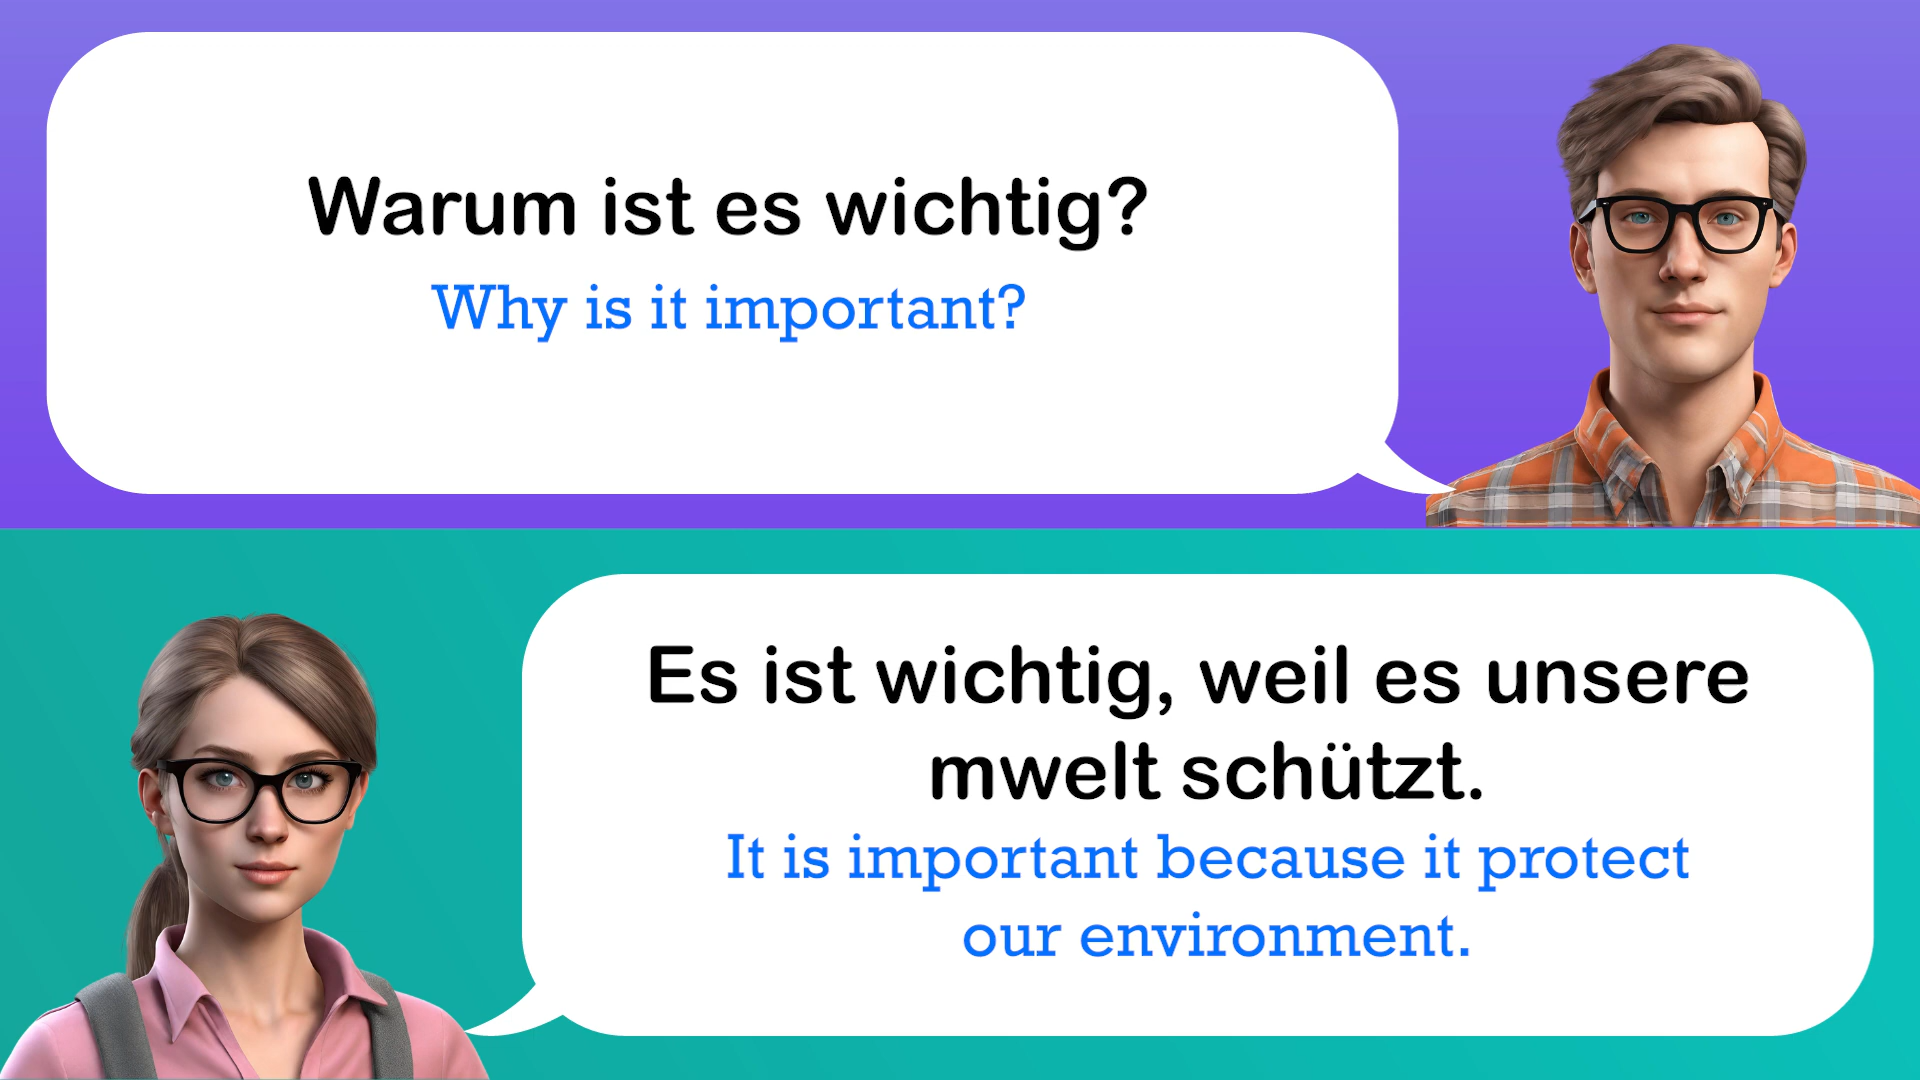 Warum ist es wichtig?
Why is it important?
Es ist wichtig, weil es unsere
mwelt schützt.
It is important because it protect
our environment.